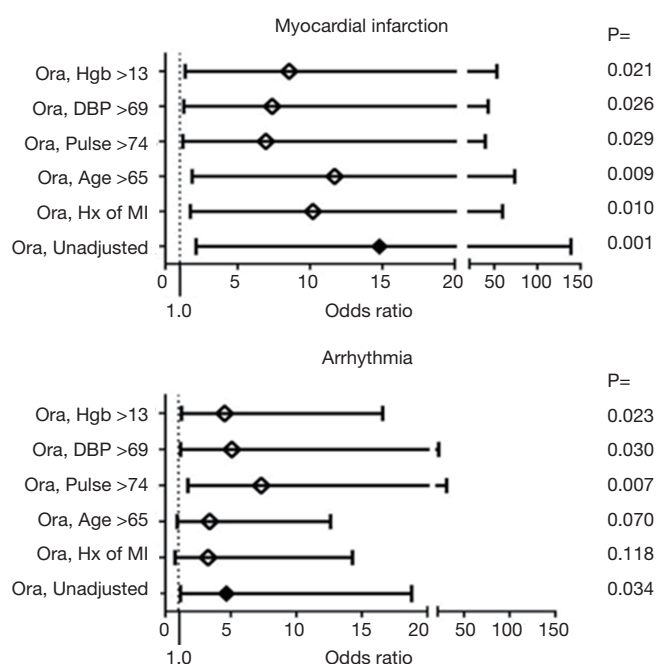 Myocardial infarction
P=
Ora, Hgb >13 0.021
Ora, DBP >69 0.026
Ora, Pulse >74 0.029
Ora, Age >65 0.009
Ora, Hx of MI 0.010
Ora, Unadjusted 0.001
0 5 10 15 20 50 100 150
1.0 Odds ratio
Arrhythmia
P=
Ora, Hgb >13 0.023
Ora, DBP >69 0.030
Ora, Pulse >74 0.007
Ora, Age >65 0.070
Ora, Hx of MI 0.118
Ora, Unadjusted 0.034
0 5 10 15 20 50 100 150
1.0 Odds ratio